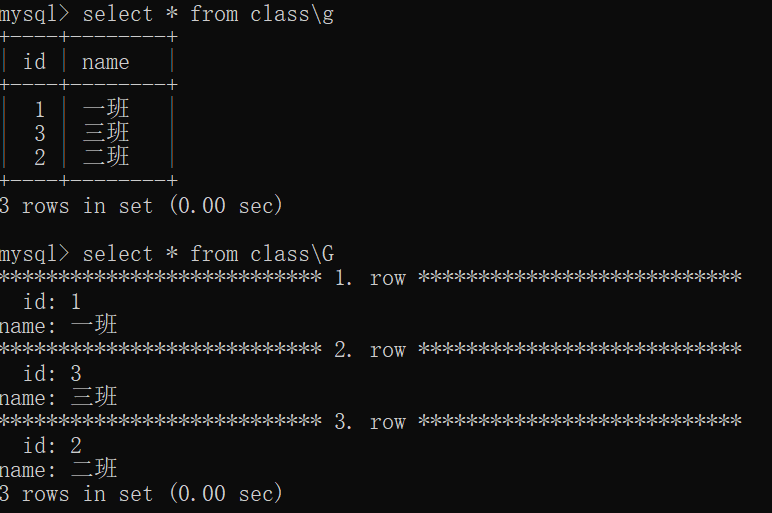 mysql> select * from class\g
+----+--------+
| id | name   |
+----+--------+
|  1 | 一班   |
|  3 | 三班   |
|  2 | 二班   |
+----+--------+
3 rows in set (0.00 sec)
mysql> select * from class\G
*************************** 1. row ***************************
  id: 1
name: 一班
*************************** 2. row ***************************
  id: 3
name: 三班
*************************** 3. row ***************************
  id: 2
name: 二班
3 rows in set (0.00 sec)